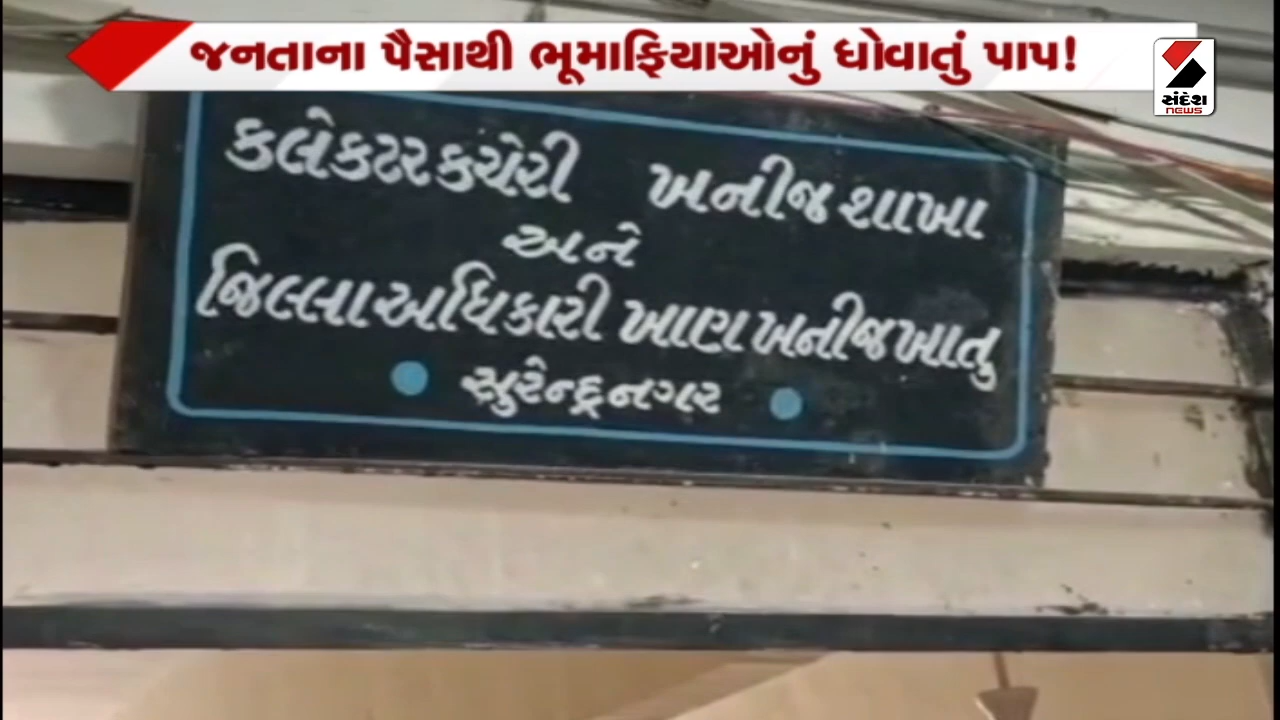 જનતાના પૈસાથી ભૂમાફિયાઓનું ધોવાતું પાપ!
સંદેશ
NEWS
કલેકટર કચેરી ખનીજ શાખા
અને
જિલ્લા અધિકારી ખાણ ખનીજ ખાતુ
સુરેન્દ્રનગર